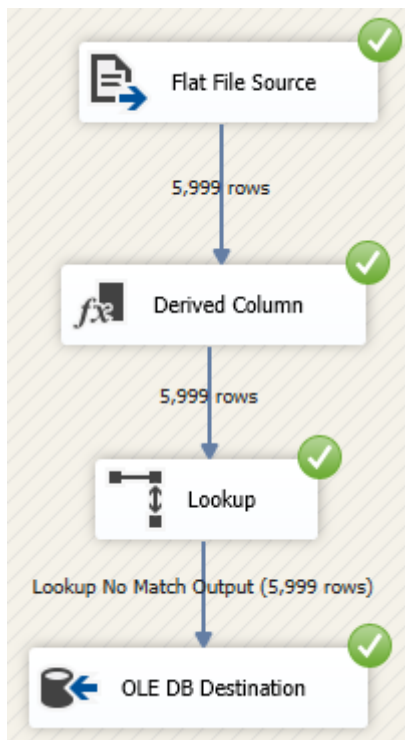 Flat File Source
5,999 rows
Derived Column
5,999 rows
Lookup
Lookup No Match Output (5,999 rows)
OLE DB Destination